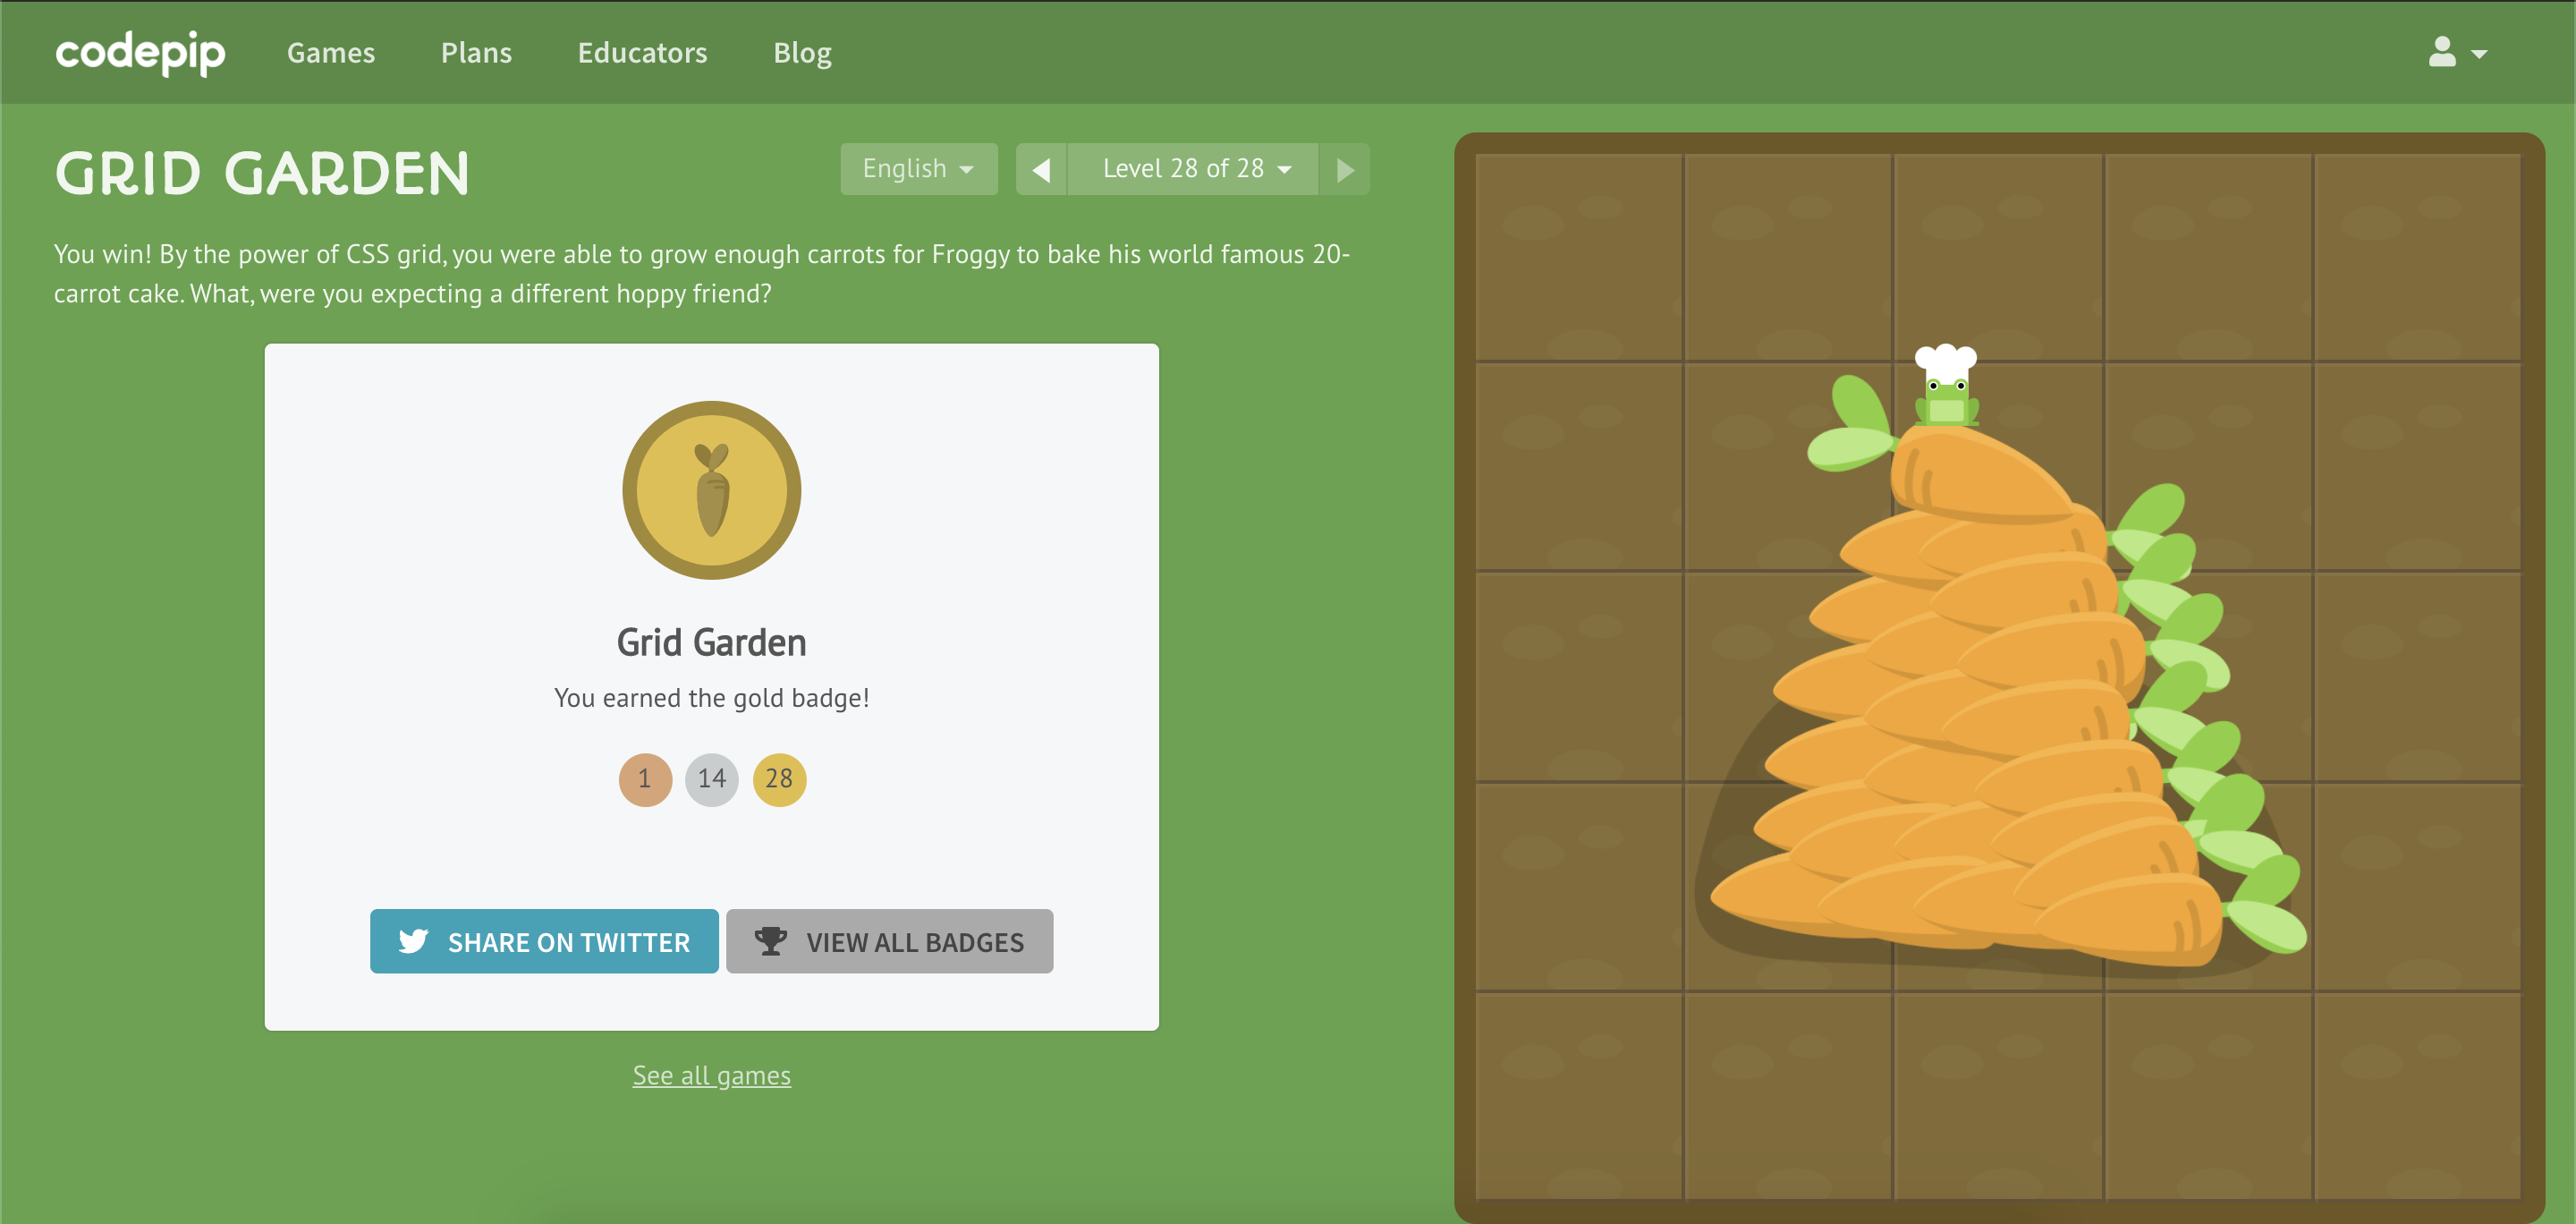 codepip Games Plans Educators Blog
GRID GARDEN English Level 28 of 28
You win! By the power of CSS grid, you were able to grow enough carrots for Froggy to bake his world famous 20-
carrot cake. What, were you expecting a different hoppy friend?
Grid Garden
You earned the gold badge!
1 14 28
SHARE ON TWITTER VIEW ALL BADGES
See all games